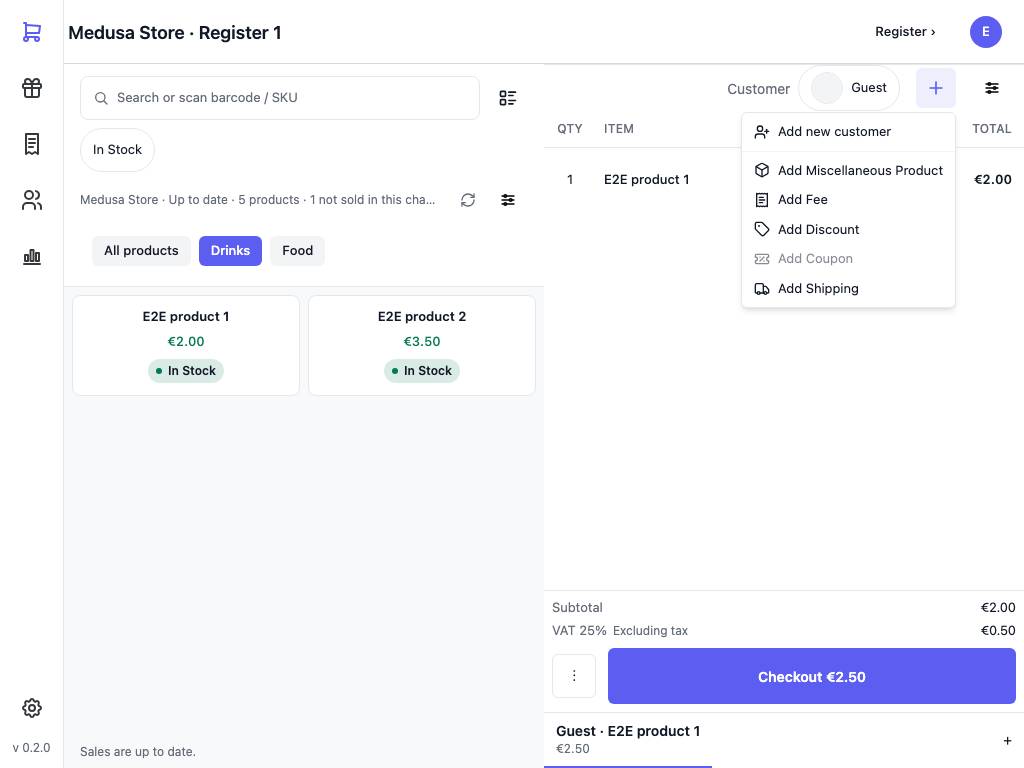 Medusa Store · Register 1
Register ›
E
Search or scan barcode / SKU
In Stock
Medusa Store · Up to date · 5 products · 1 not sold in this cha...
All products
Drinks
Food
E2E product 1
€2.00
In Stock
E2E product 2
€3.50
In Stock
Sales are up to date.
v 0.2.0
Customer
Guest
QTY
ITEM
TOTAL
1
E2E product 1
€2.00
Add new customer
Add Miscellaneous Product
Add Fee
Add Discount
Add Coupon
Add Shipping
Subtotal
€2.00
VAT 25% Excluding tax
€0.50
Checkout €2.50
Guest · E2E product 1
€2.50
+